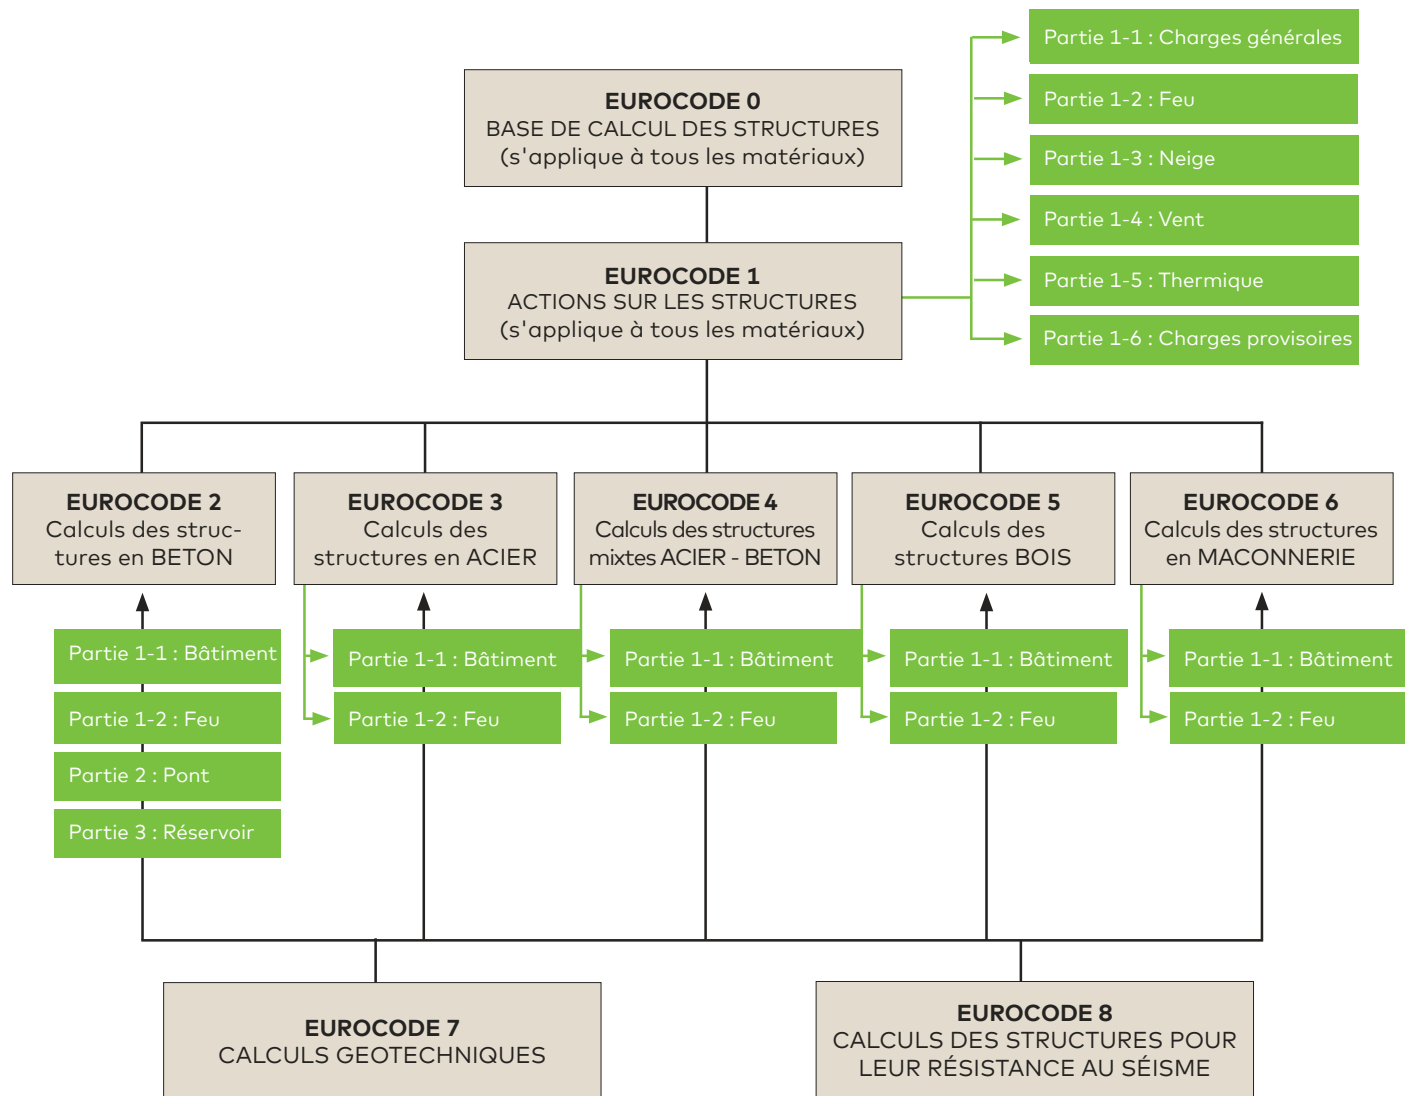 EUROCODE 0
BASE DE CALCUL DES STRUCTURES
(s'applique à tous les matériaux)
EUROCODE 1
ACTIONS SUR LES STRUCTURES
(s'applique à tous les matériaux)
Partie 1-1 : Charges générales
Partie 1-2 : Feu
Partie 1-3 : Neige
Partie 1-4 : Vent
Partie 1-5 : Thermique
Partie 1-6 : Charges provisoires
EUROCODE 2
Calculs des struc-
tures en BETON
Partie 1-1 : Bâtiment
Partie 1-2 : Feu
Partie 2 : Pont
Partie 3 : Réservoir
EUROCODE 3
Calculs des
structures en ACIER
Partie 1-1 : Bâtiment
Partie 1-2 : Feu
EUROCODE 4
Calculs des structures
mixtes ACIER - BETON
Partie 1-1 : Bâtiment
Partie 1-2 : Feu
EUROCODE 5
Calculs des
structures BOIS
Partie 1-1 : Bâtiment
Partie 1-2 : Feu
EUROCODE 6
Calculs des structures
en MACONNERIE
Partie 1-1 : Bâtiment
Partie 1-2 : Feu
EUROCODE 7
CALCULS GEOTECHNIQUES
EUROCODE 8
CALCULS DES STRUCTURES POUR
LEUR RÉSISTANCE AU SÉISME